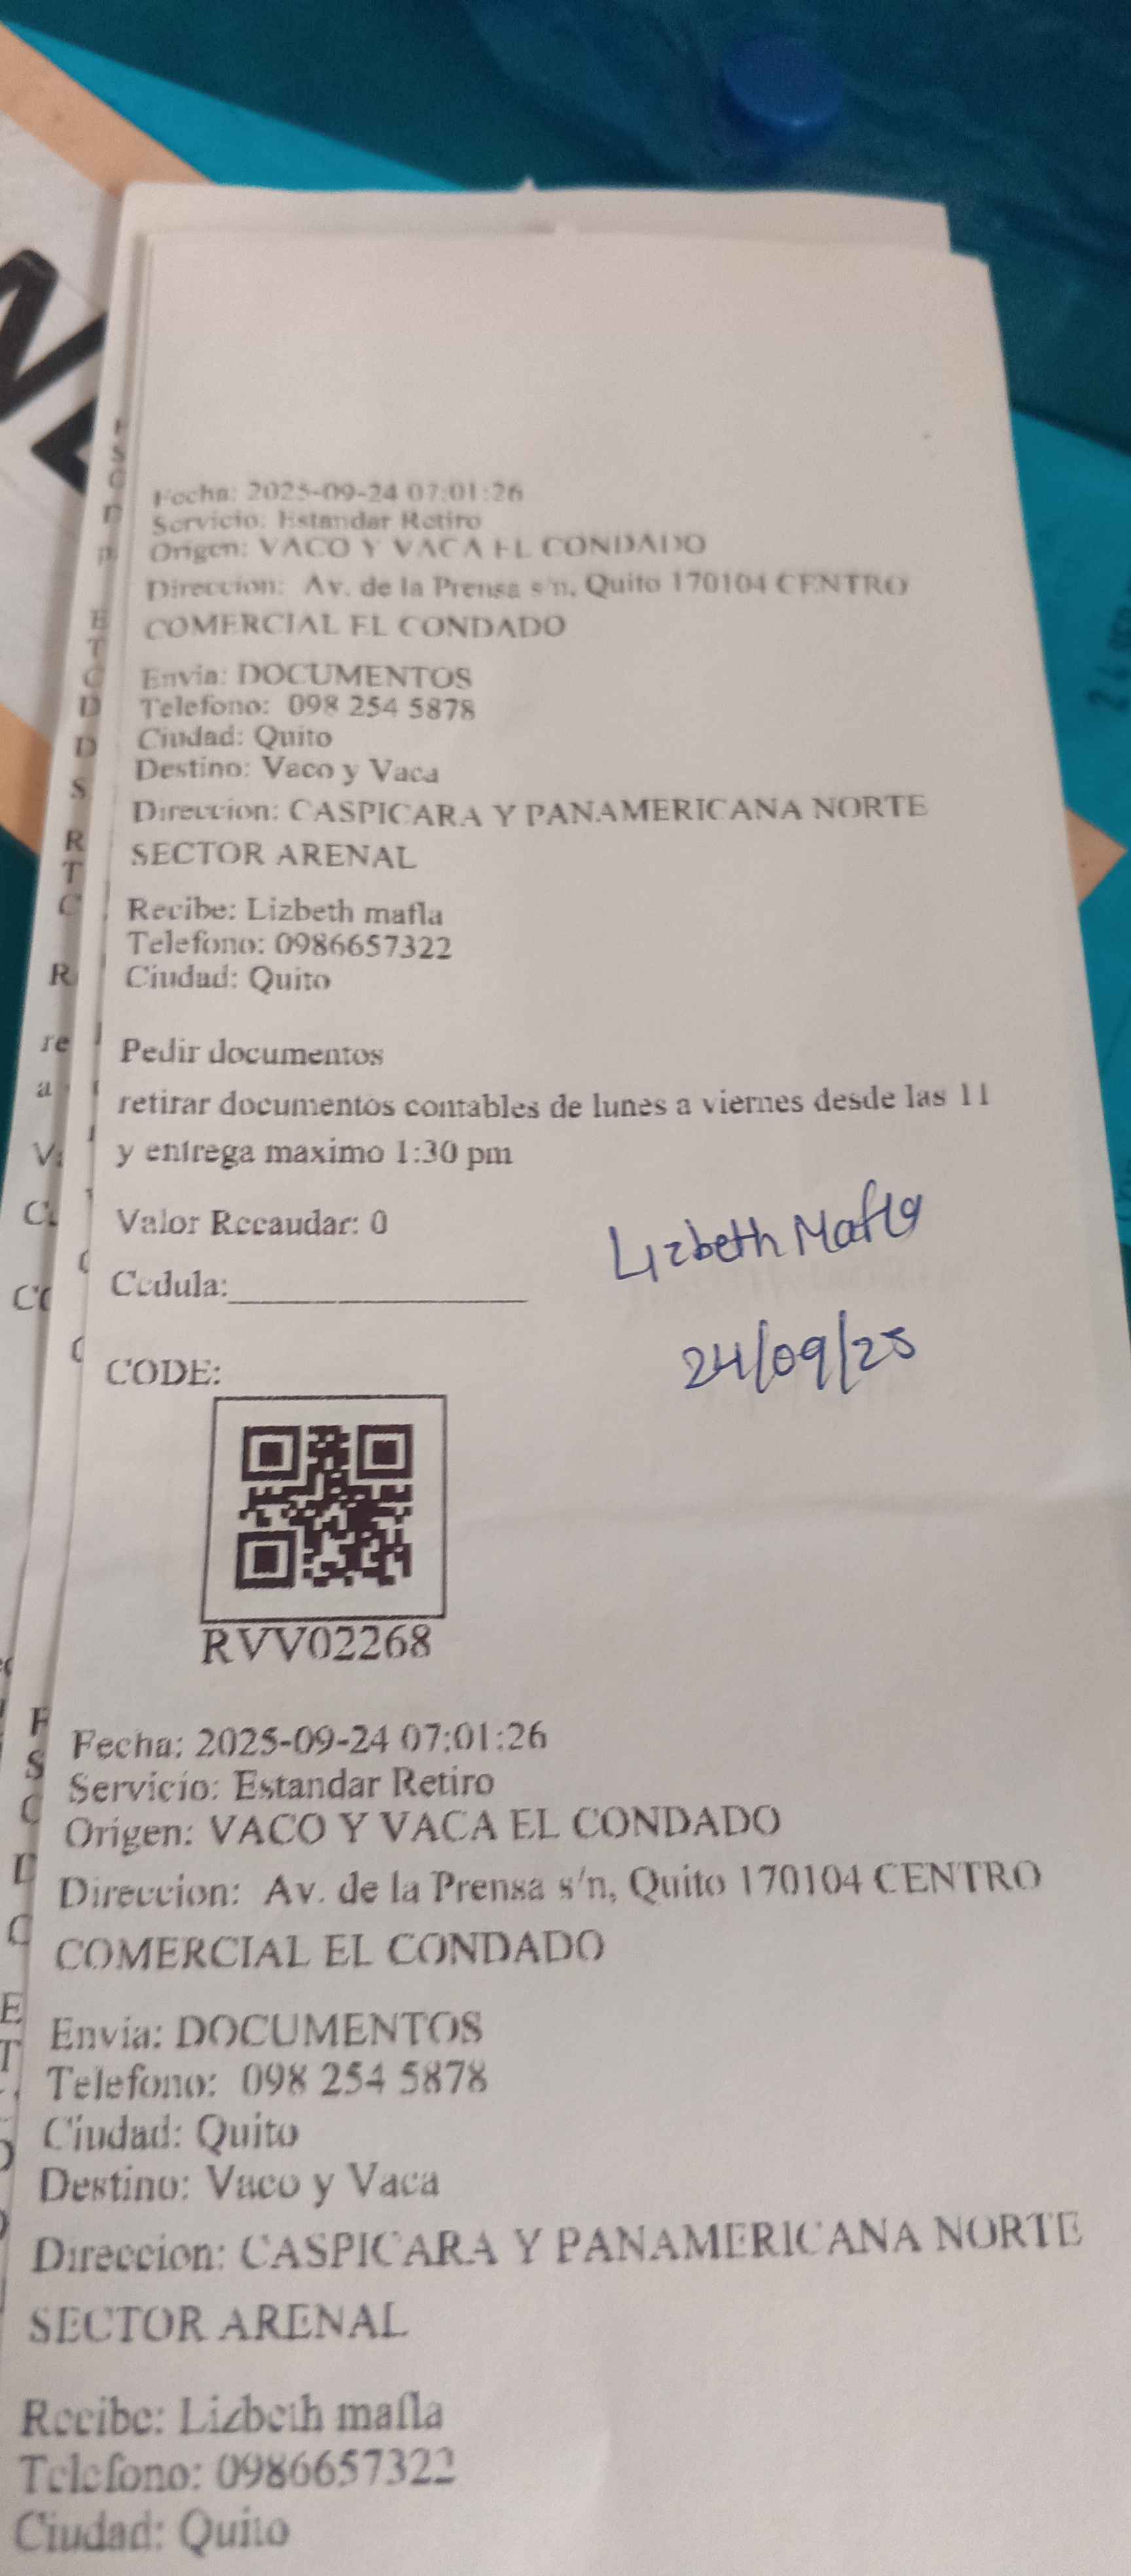 Fecha: 2025-09-24 07:01:26
Servicio: Estandar Retiro
Origen: VACO Y VACA EL CONDADO
Direccion: Av. de la Prensa s/n, Quito 170104 CENTRO
COMERCIAL EL CONDADO
Envia: DOCUMENTOS
Telefono: 098 254 5878
Ciudad: Quito
Destino: Vaco y Vaca
Direccion: CASPICARA Y PANAMERICANA NORTE
SECTOR ARENAL
Recibe: Lizbeth mafla
Telefono: 0986657322
Ciudad: Quito
Pedir documentos
retirar documentos contables de lunes a viernes desde las 11
y entrega maximo 1:30 pm
Valor Recaudar: 0
Lizbeth Mafla
Cedula:
24/09/25
CODE:
RVV02268
Fecha: 2025-09-24 07:01:26
Servicio: Estandar Retiro
Origen: VACO Y VACA EL CONDADO
Direccion: Av. de la Prensa s/n, Quito 170104 CENTRO
COMERCIAL EL CONDADO
Envia: DOCUMENTOS
Telefono: 098 254 5878
Ciudad: Quito
Destino: Vaco y Vaca
Direccion: CASPICARA Y PANAMERICANA NORTE
SECTOR ARENAL
Recibe: Lizbeth mafla
Telefono: 0986657322
Ciudad: Quito